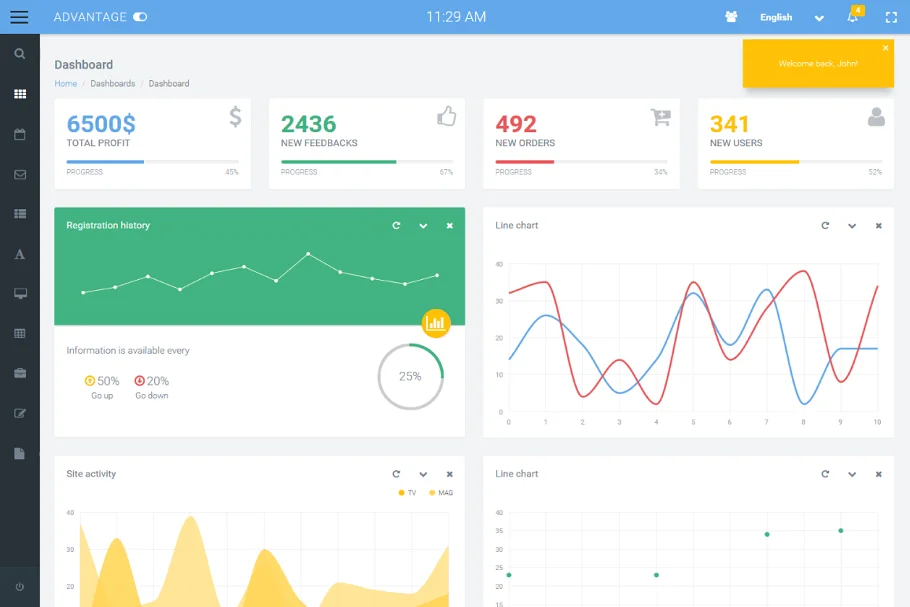 ADVANTAGE
11:29 AM
English
4
Welcome back, John!
Dashboard
Home / Dashboards / Dashboard
6500$
TOTAL PROFIT
PROGRESS 45%
2436
NEW FEEDBACKS
PROGRESS 67%
492
NEW ORDERS
PROGRESS 34%
341
NEW USERS
PROGRESS 52%
Registration history
Information is available every
50%
Go up
20%
Go down
25%
Line chart
40
30
20
10
0
0 1 2 3 4 5 6 7 8 9 10
Site activity
TV MAG
40
30
20
Line chart
40
35
30
25
20
15